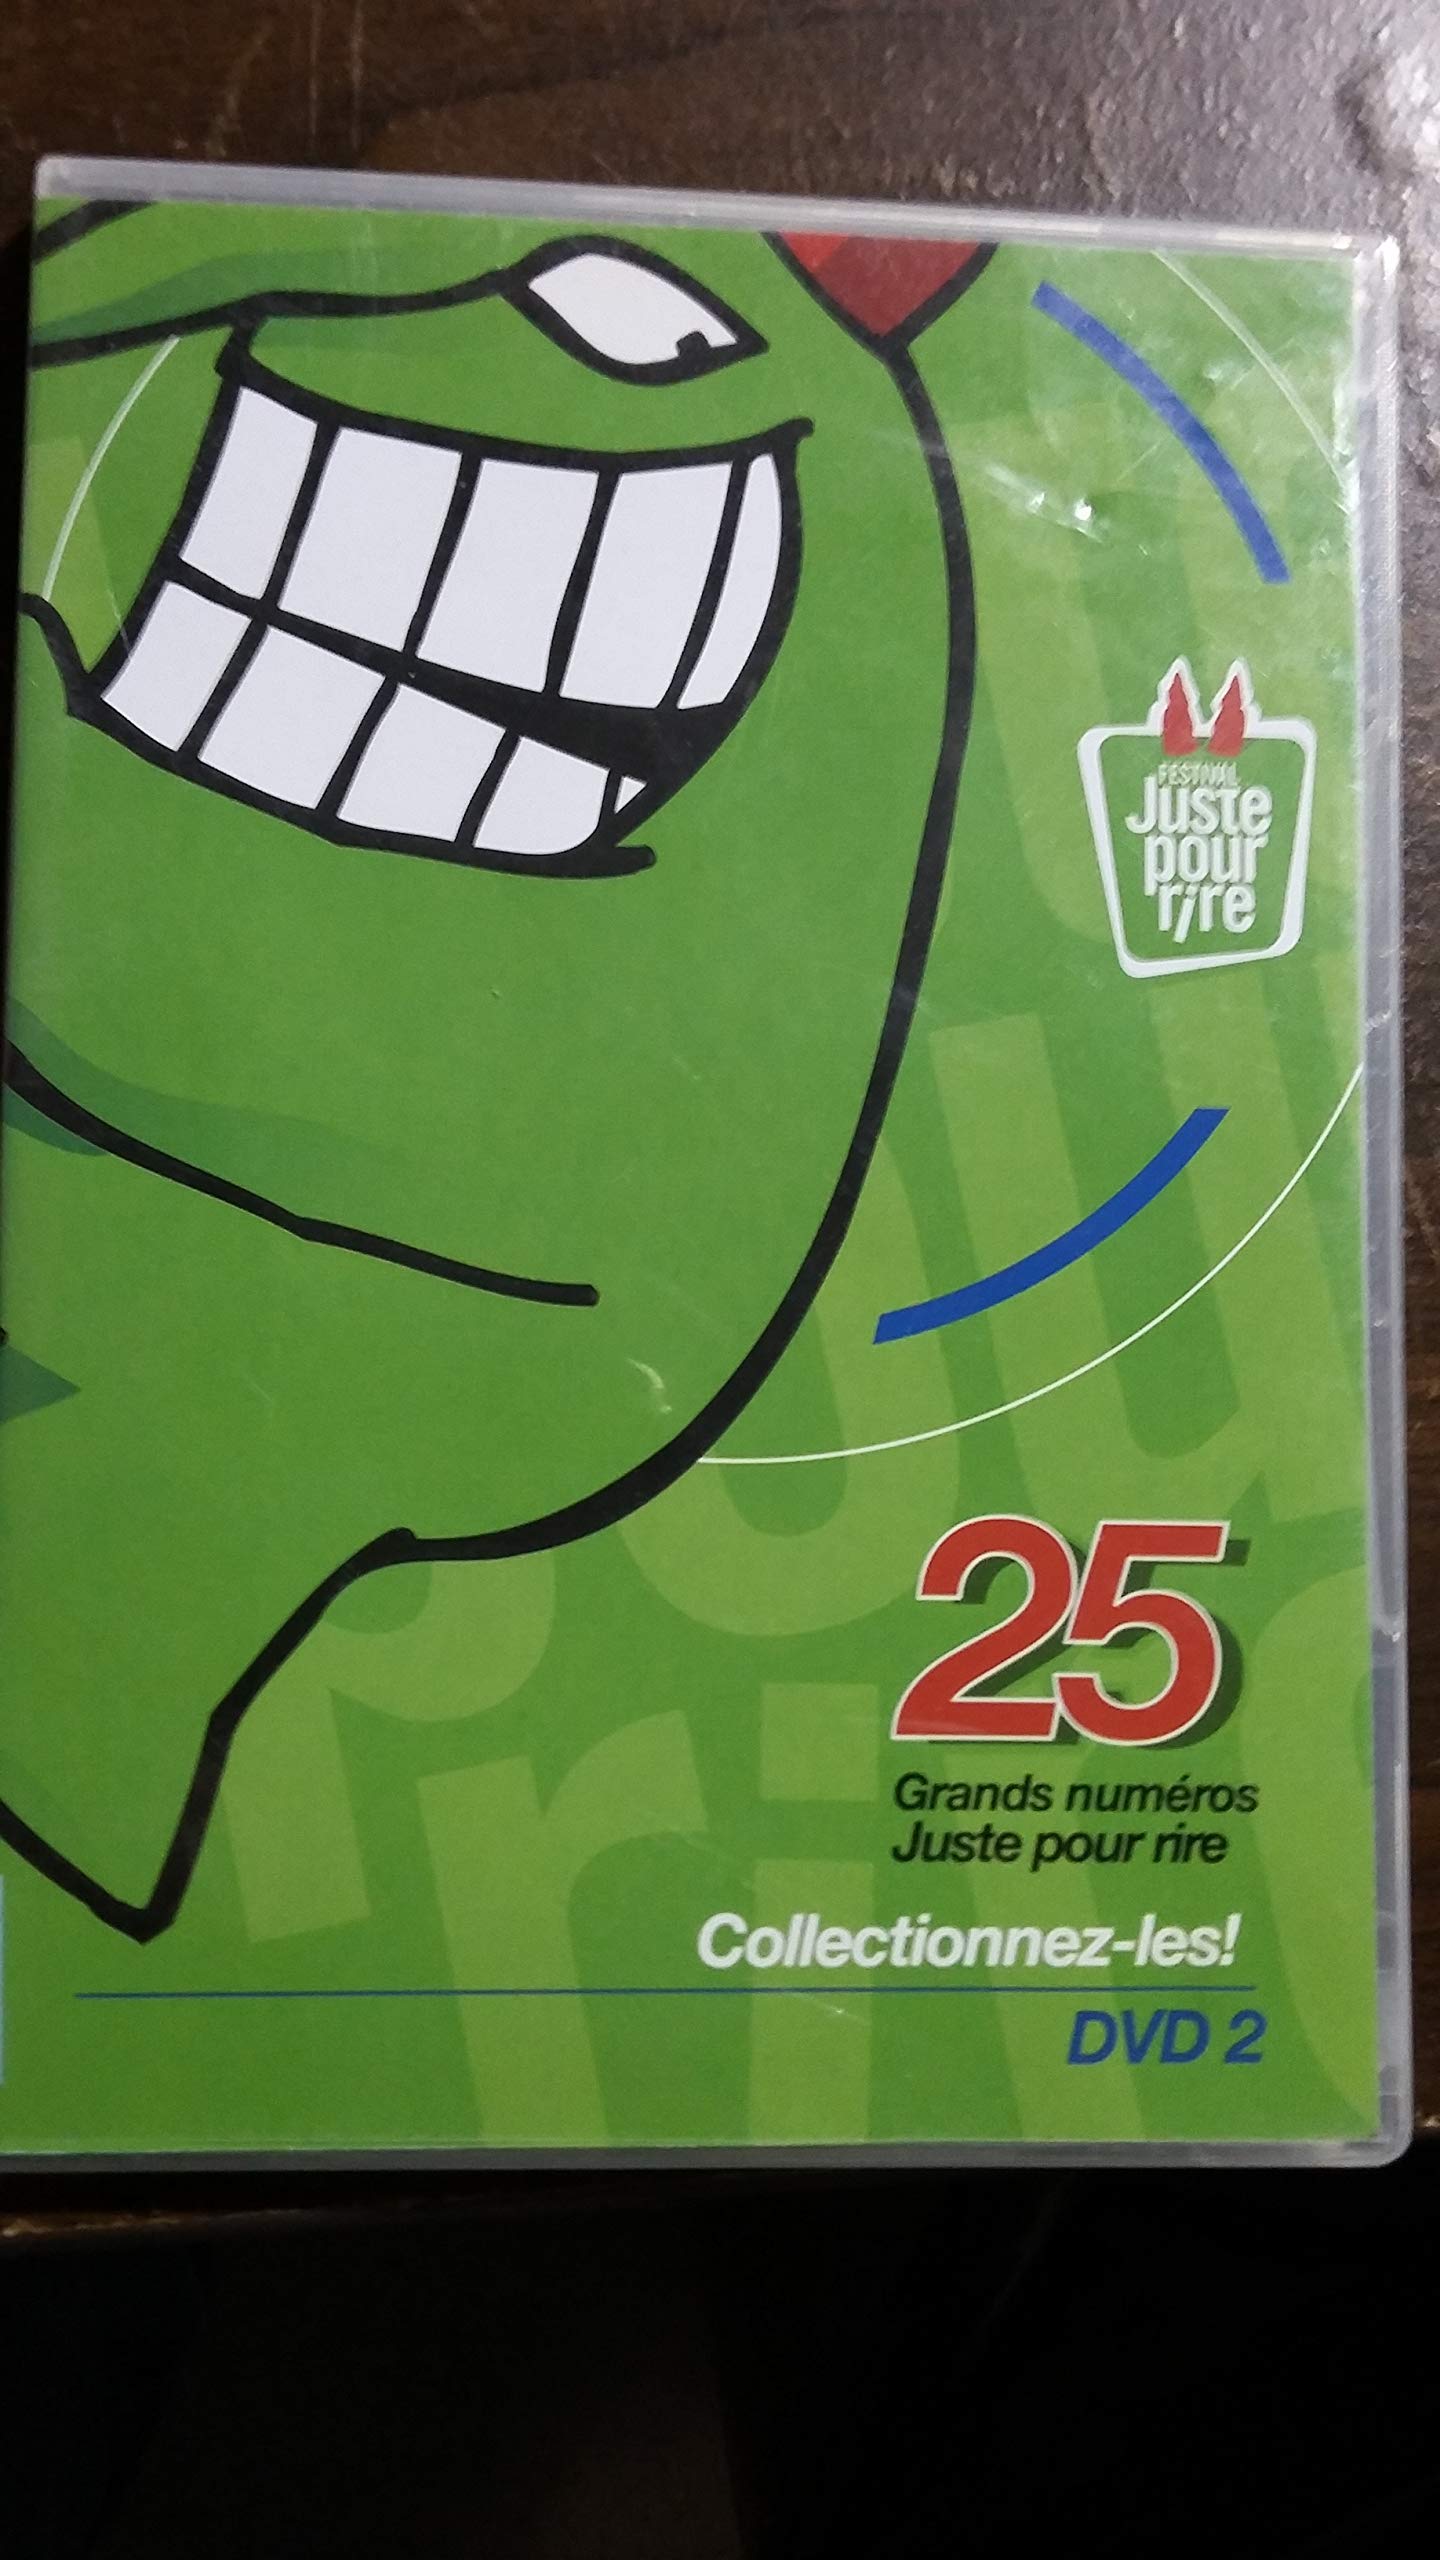 FESTIVAL
Juste
pour
rire
25
Grands numéros
Juste pour rire
Collectionnez-les!
DVD 2